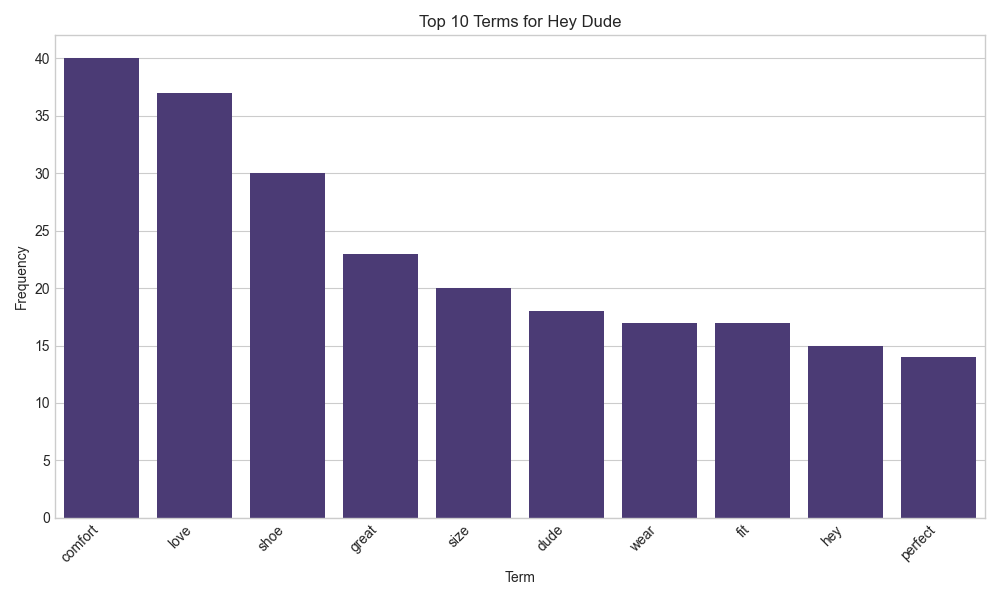 Top 10 Terms for Hey Dude
40
35
30
25
20
15
10
5
0
Frequency
comfort
love
shoe
great
size
dude
wear
fit
hey
perfect
Term